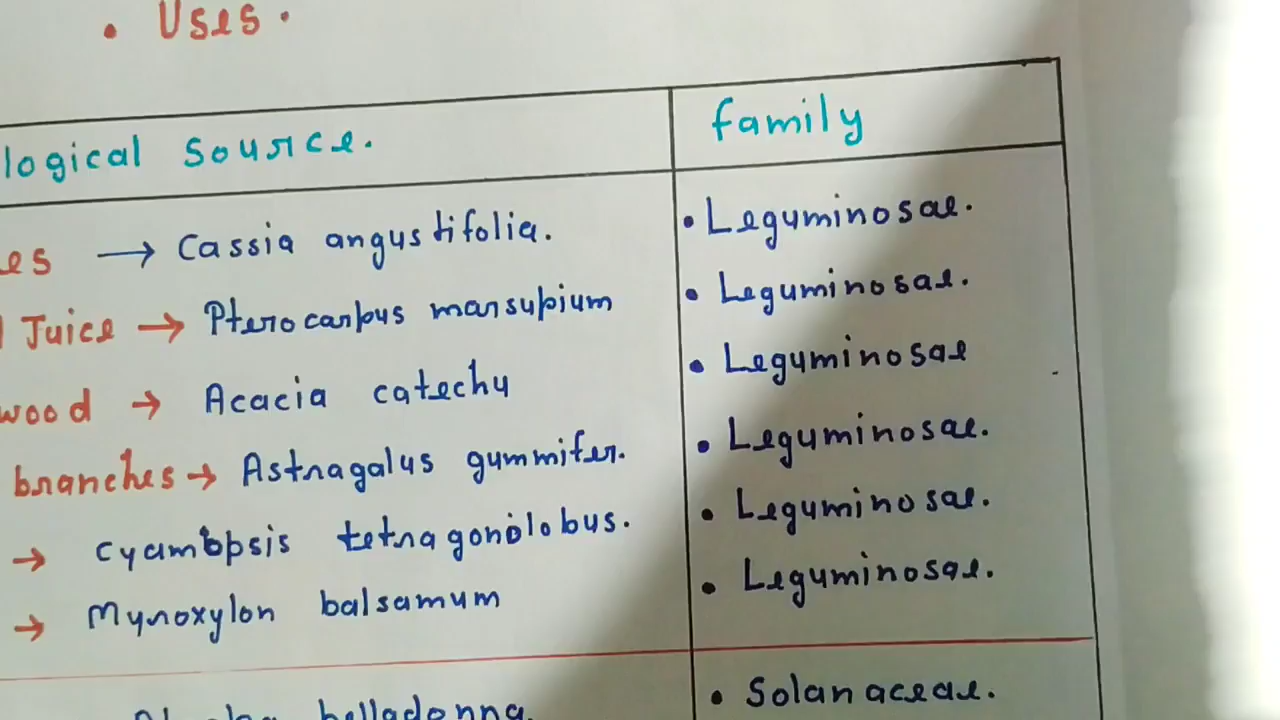 • Uses.
logical source. family
es → Cassia angustifolia. • Leguminosae.
Juice → Pterocarpus marsupium • Leguminosae.
wood → Acacia catechu • Leguminosae
branches → Astragalus gummifer. • Leguminosae.
→ Cyamopsis tetragonolobus. • Leguminosae.
→ Myroxylon balsamum • Leguminosae.
belladonna. • Solanaceae.